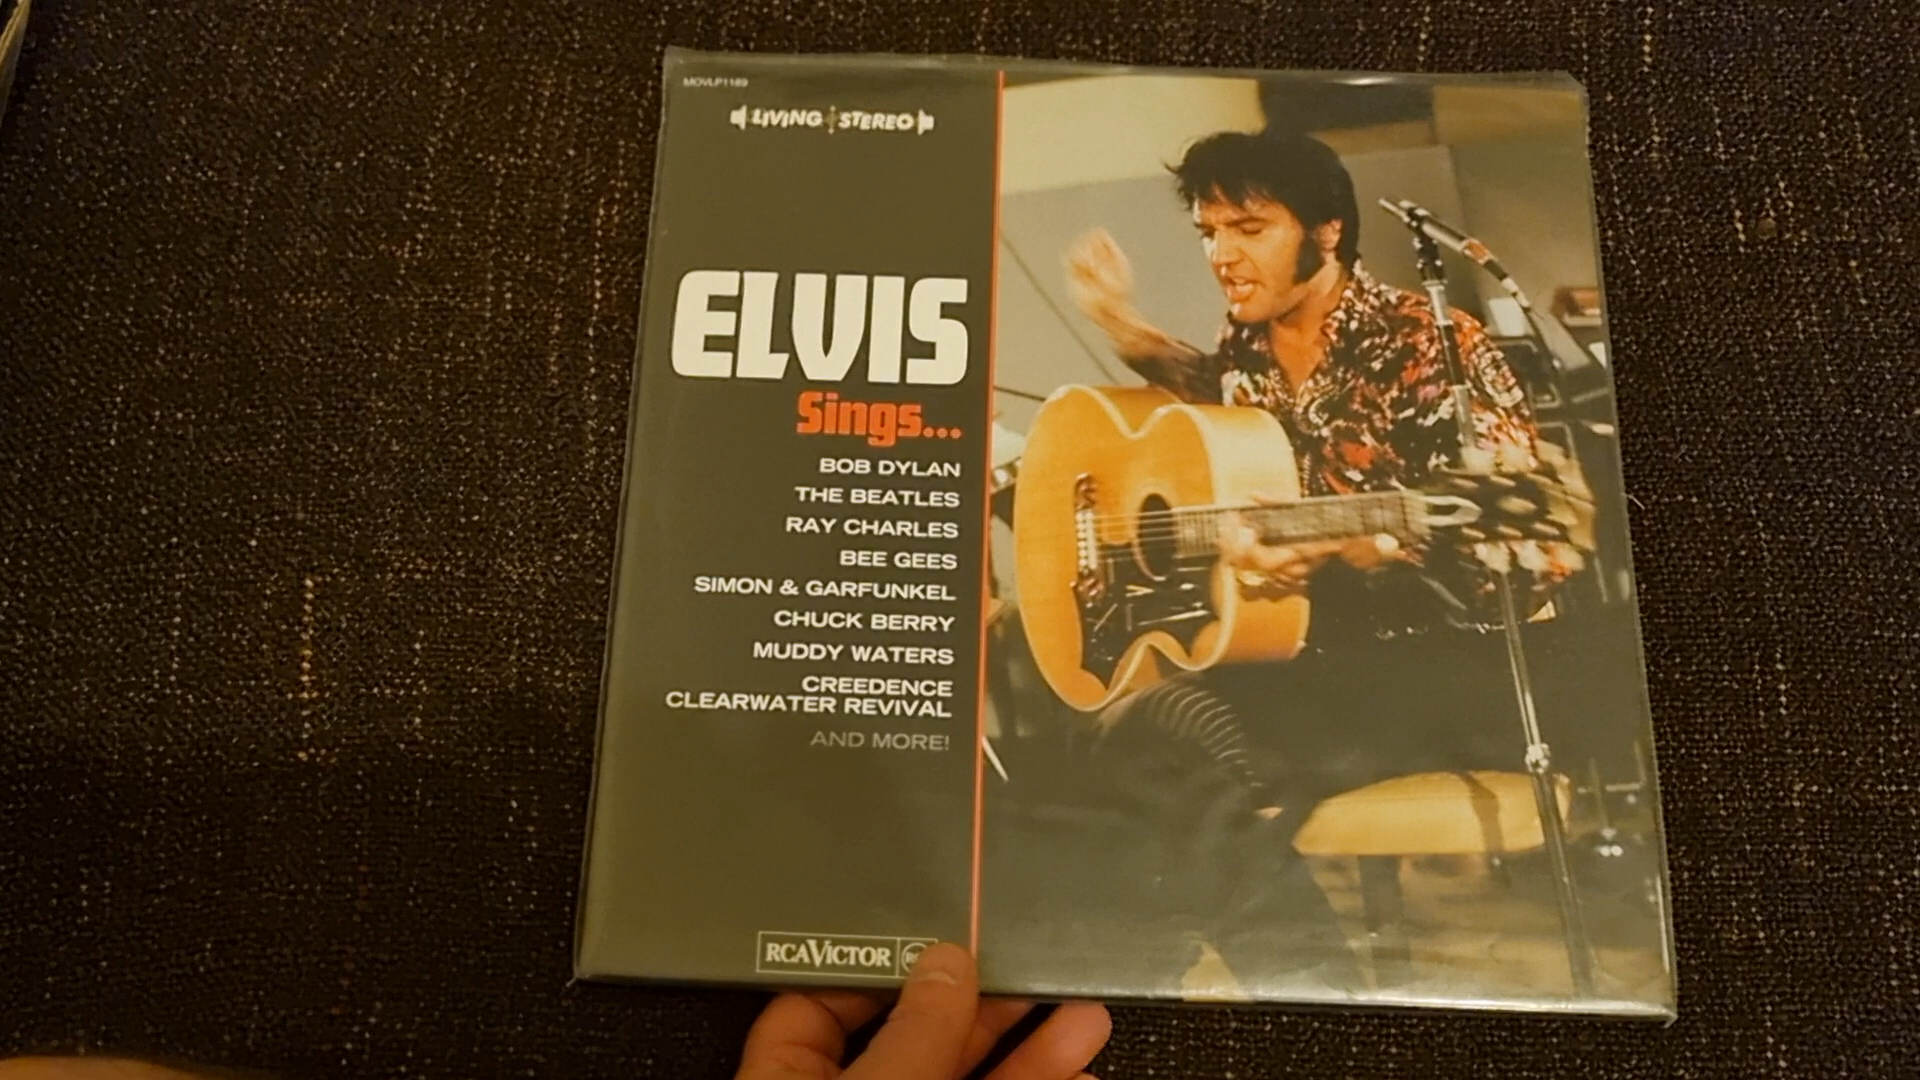 MOVLP1189
LIVING STEREO
ELVIS
Sings...
BOB DYLAN
THE BEATLES
RAY CHARLES
BEE GEES
SIMON & GARFUNKEL
CHUCK BERRY
MUDDY WATERS
CREEDENCE
CLEARWATER REVIVAL
AND MORE!
RCA VICTOR